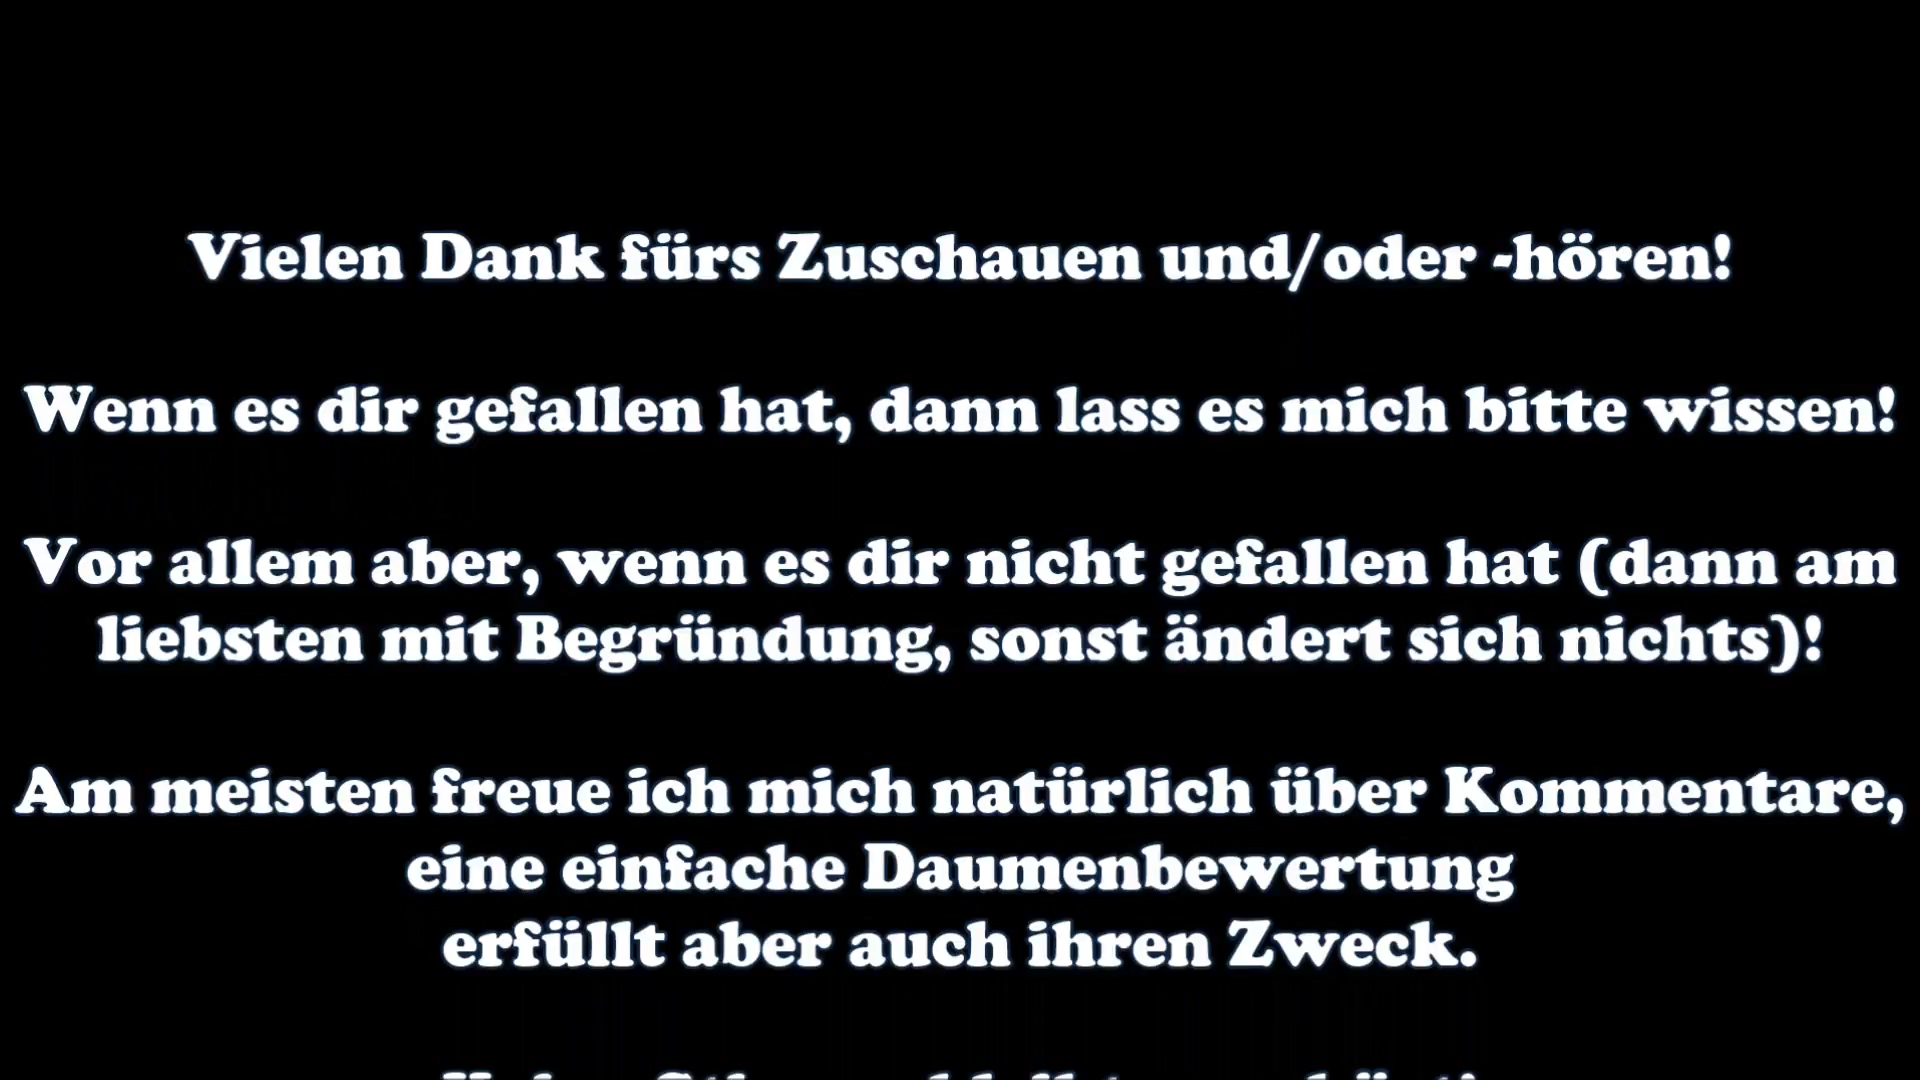 Vielen Dank fürs Zuschauen und/oder -hören!
Wenn es dir gefallen hat, dann lass es mich bitte wissen!
Vor allem aber, wenn es dir nicht gefallen hat (dann am
liebsten mit Begründung, sonst ändert sich nichts)!
Am meisten freue ich mich natürlich über Kommentare,
eine einfache Daumenbewertung
erfüllt aber auch ihren Zweck.